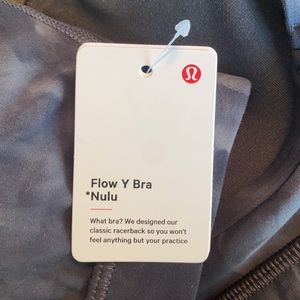 Flow Y Bra
*Nulu
What bra? We designed our
classic racerback so you won't
feel anything but your practice